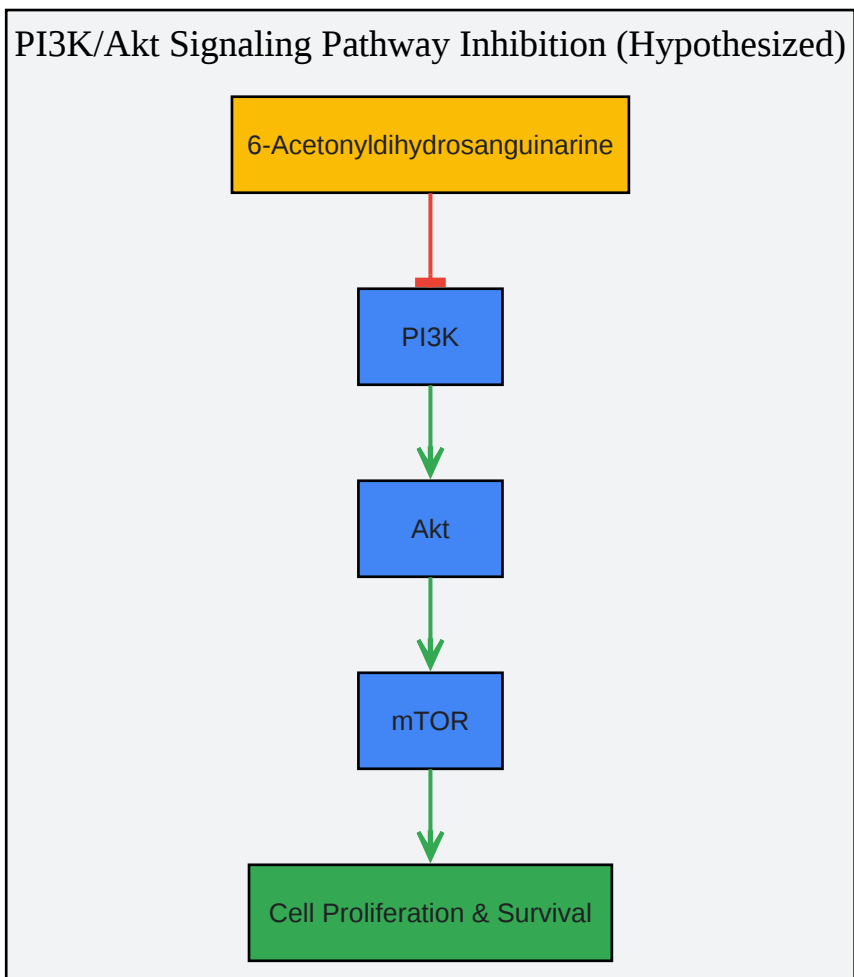 PI3K/Akt Signaling Pathway Inhibition (Hypothesized)
6-Acetonyldihydrosanguinarine
PI3K
Akt
mTOR
Cell Proliferation & Survival